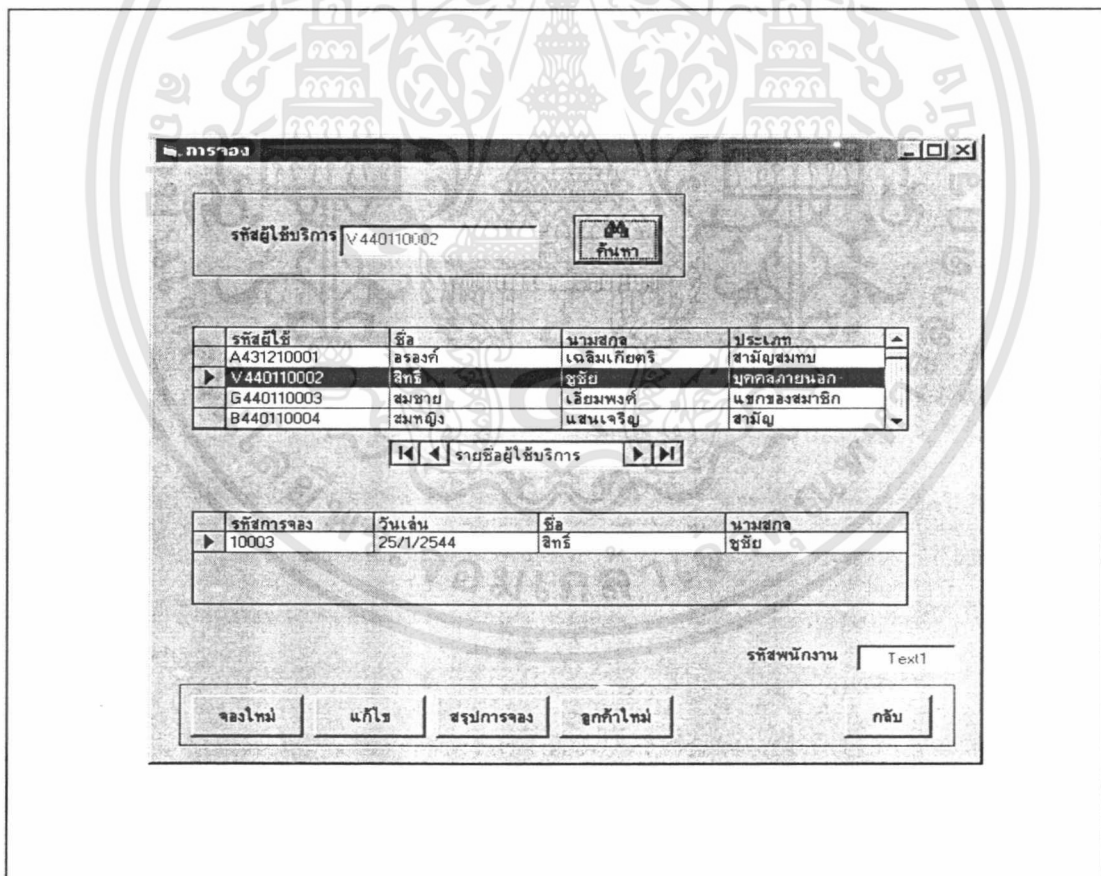 การจอง
รหัสผู้ใช้บริการ V440110002 ค้นหา
รหัสผู้ใช้ ชื่อ นามสกุล ประเภท
A431210001 อรองค์ เฉลิมเกียตริ สามัญสมทบ
V440110002 สิทธิ์ ชูชัย บุคคลภายนอก
G440110003 สมชาย เอี่ยมพงศ์ แขกของสมาชิก
B440110004 สมหญิง แสนเจริญ สามัญ
รายชื่อผู้ใช้บริการ
รหัสการจอง วันเล่น ชื่อ นามสกุล
10003 25/1/2544 สิทธิ์ ชูชัย
รหัสพนักงาน Text1
จองใหม่ แก้ไข สรุปการจอง ลูกค้าใหม่ กลับ